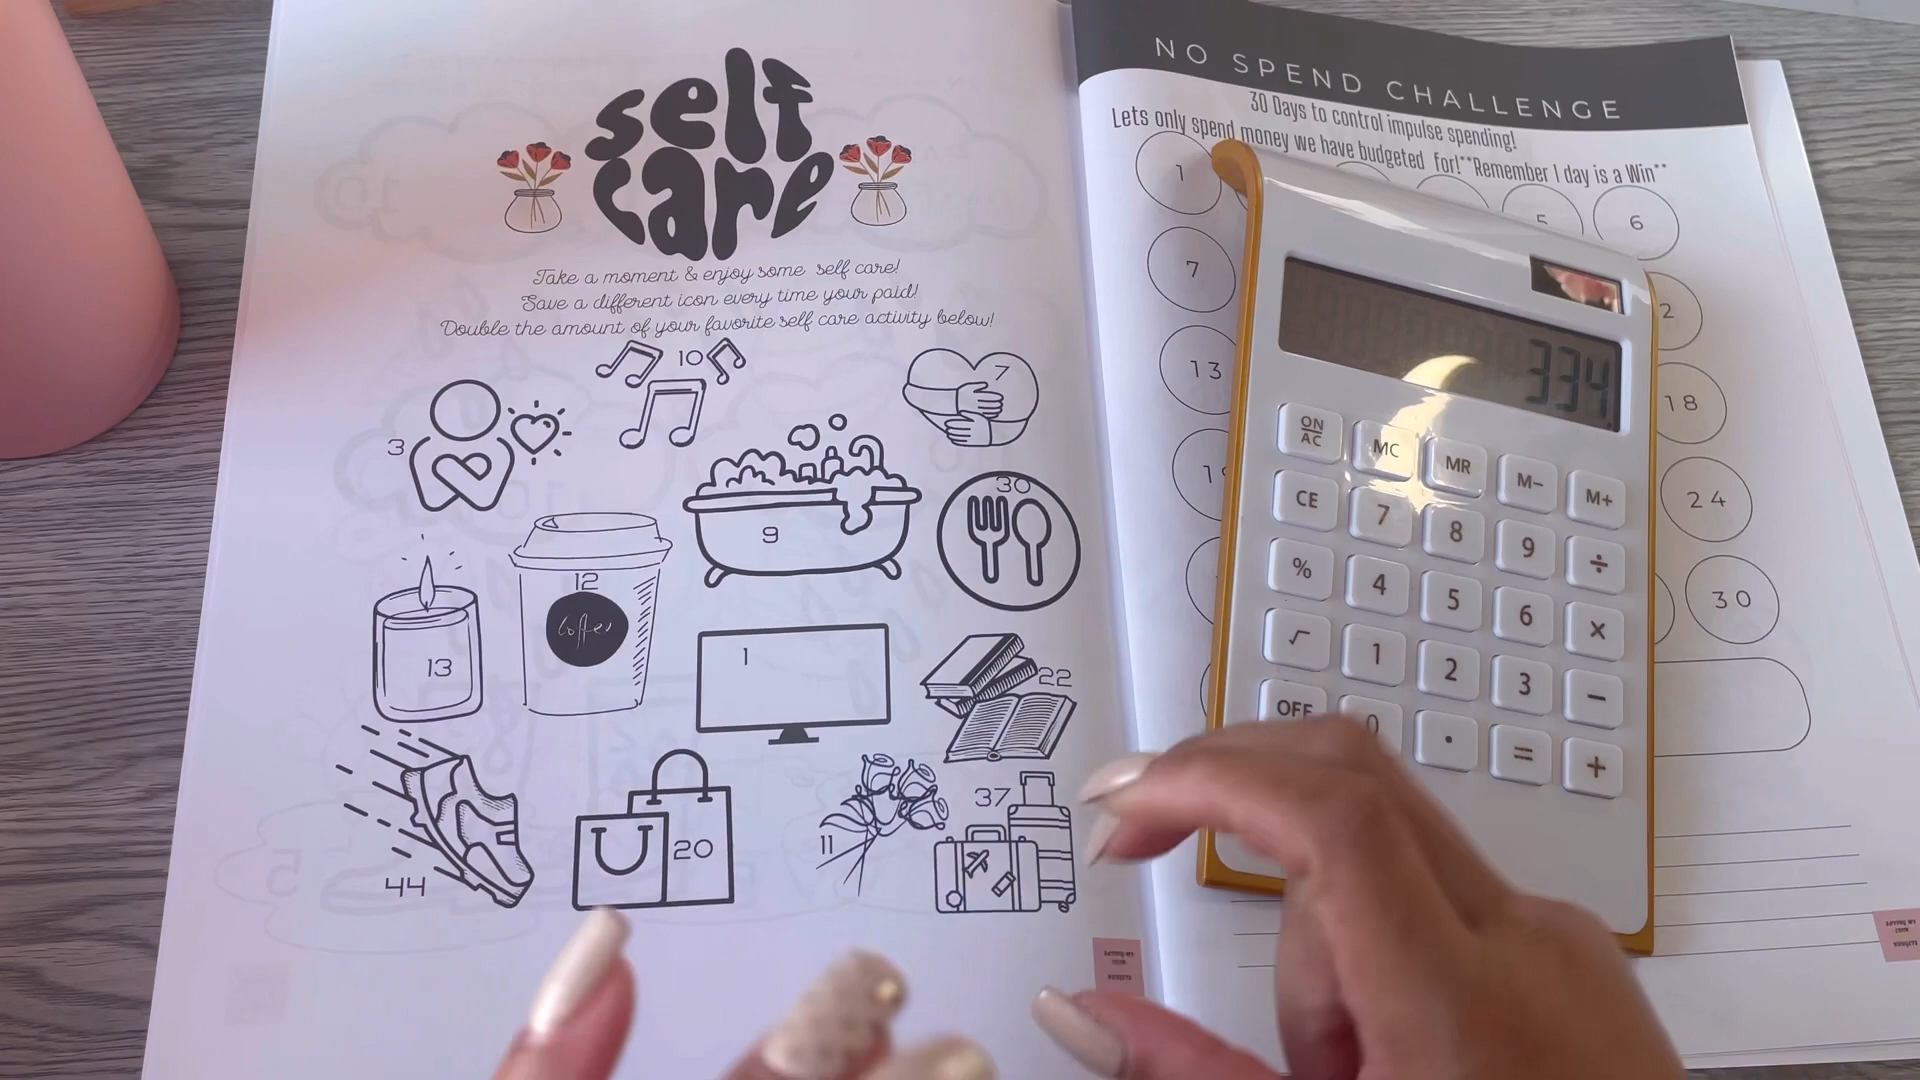 self
care
Take a moment & enjoy some self care!
Save a different icon every time your paid!
Double the amount of your favorite self care activity below!
10
7
3
30
9
12
Coffee
13
1
22
37
11
20
44
NO SPEND CHALLENGE
30 Days to control impulse spending!
Lets only spend money we have budgeted for!**Remember 1 day is a Win**
1
5
6
7
2
13
18
1
24
30
334
ON
AC
MC
MR
M−
M+
CE
7
8
9
÷
%
4
5
6
×
√
1
2
3
−
OFF
0
.
=
+